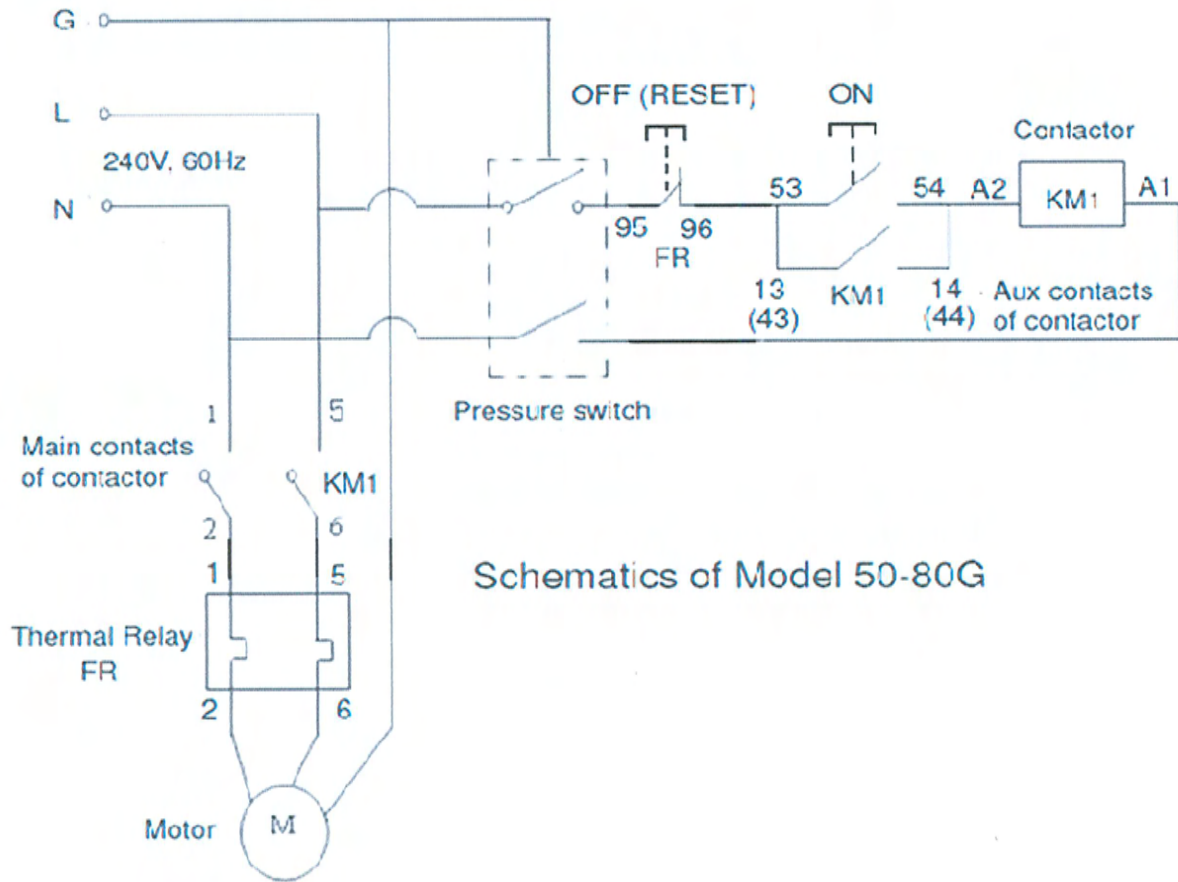 G
L
240V, 60Hz
N
OFF (RESET)
ON
Contactor
53
54
A2
KM1
A1
95
96
FR
13
(43)
KM1
14
(44)
Aux contacts
of contactor
Pressure switch
1
5
Main contacts
of contactor
KM1
2
6
1
5
Schematics of Model 50-80G
Thermal Relay
FR
2
6
Motor
M